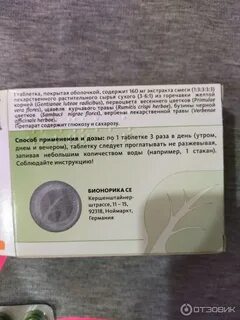 1 таблетка, покрытая оболочкой, содержит 160 мг экстракта смеси (1:3:3:3:3)
лекарственного растительного сырья сухого (3-6:1) из горечавки желтой
корней (Gentianae luteae radicibus), первоцвета весеннего цветков (Primulae
veris flores), щавеля курчавого травы (Rumicis crispi herbae), бузины черной
цветков (Sambuci nigrae flores), вербены лекарственной травы (Verbenae
officinalis herbae).
Препарат содержит глюкозу и сахарозу.
Способ применения и дозы: по 1 таблетке 3 раза в день (утром,
днем и вечером), таблетку следует проглатывать не разжевывая,
запивая небольшим количеством воды (например, 1 стакан).
Соблюдайте инструкцию!
БИОНОРИКА СЕ
Кершенштайнер-
штрассе, 11 – 15,
92318, Ноймаркт,
Германия
ОТЗОВИК